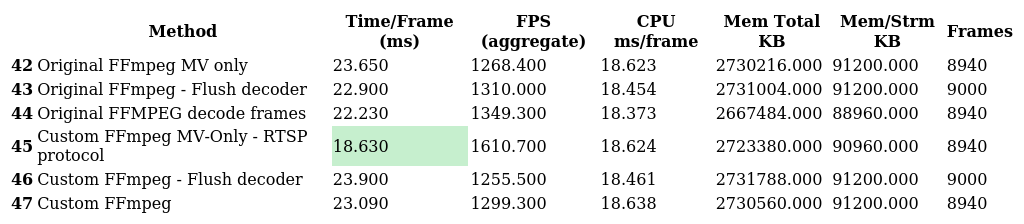 Method Time/Frame (ms) FPS (aggregate) CPU ms/frame Mem Total KB Mem/Strm KB Frames
42 Original FFmpeg MV only 23.650 1268.400 18.623 2730216.000 91200.000 8940
43 Original FFmpeg - Flush decoder 22.900 1310.000 18.454 2731004.000 91200.000 9000
44 Original FFMPEG decode frames 22.230 1349.300 18.373 2667484.000 88960.000 8940
45 Custom FFmpeg MV-Only - RTSP protocol 18.630 1610.700 18.624 2723380.000 90960.000 8940
46 Custom FFmpeg - Flush decoder 23.900 1255.500 18.461 2731788.000 91200.000 9000
47 Custom FFmpeg 23.090 1299.300 18.638 2730560.000 91200.000 8940